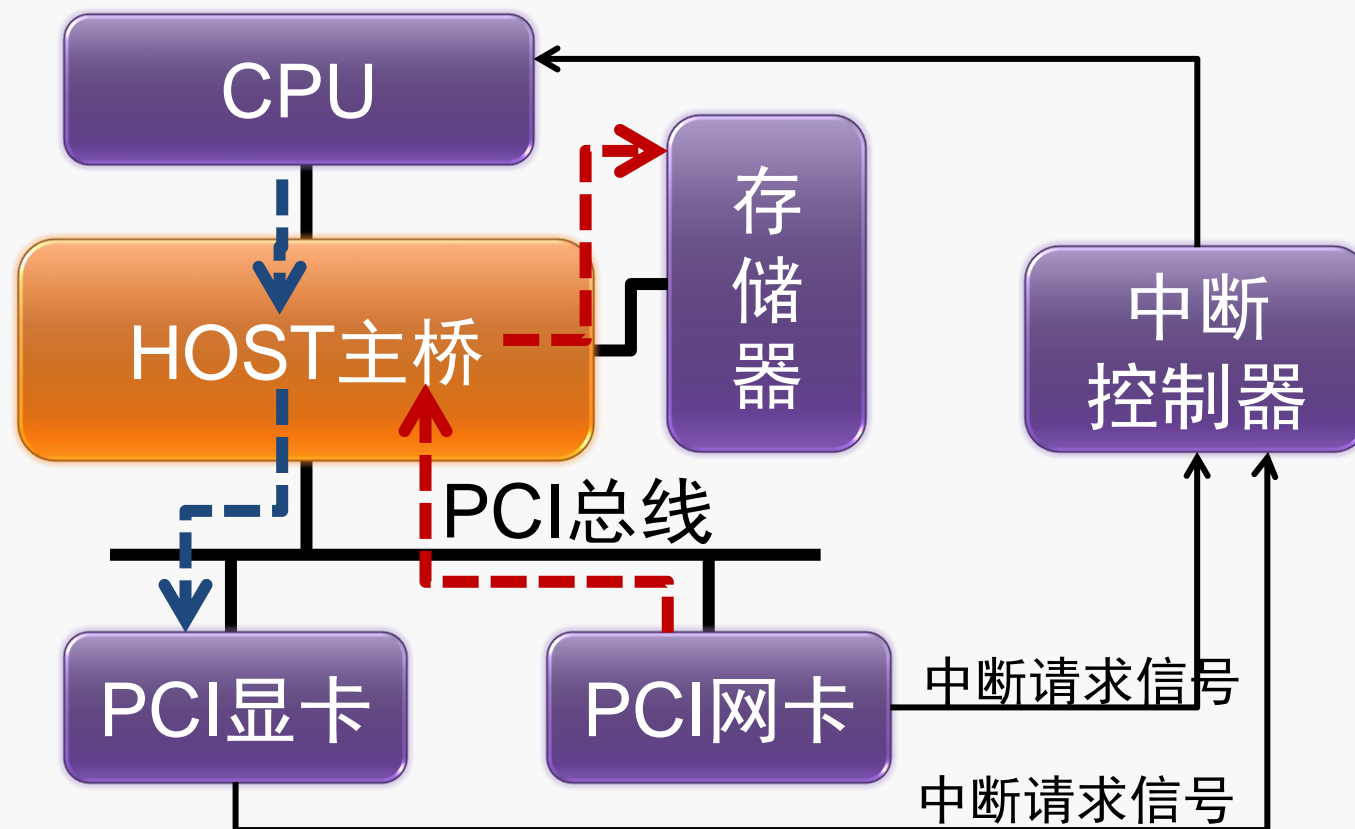 CPU
存
储
器
中断
控制器
HOST主桥
PCI总线
PCI显卡
PCI网卡
中断请求信号
中断请求信号